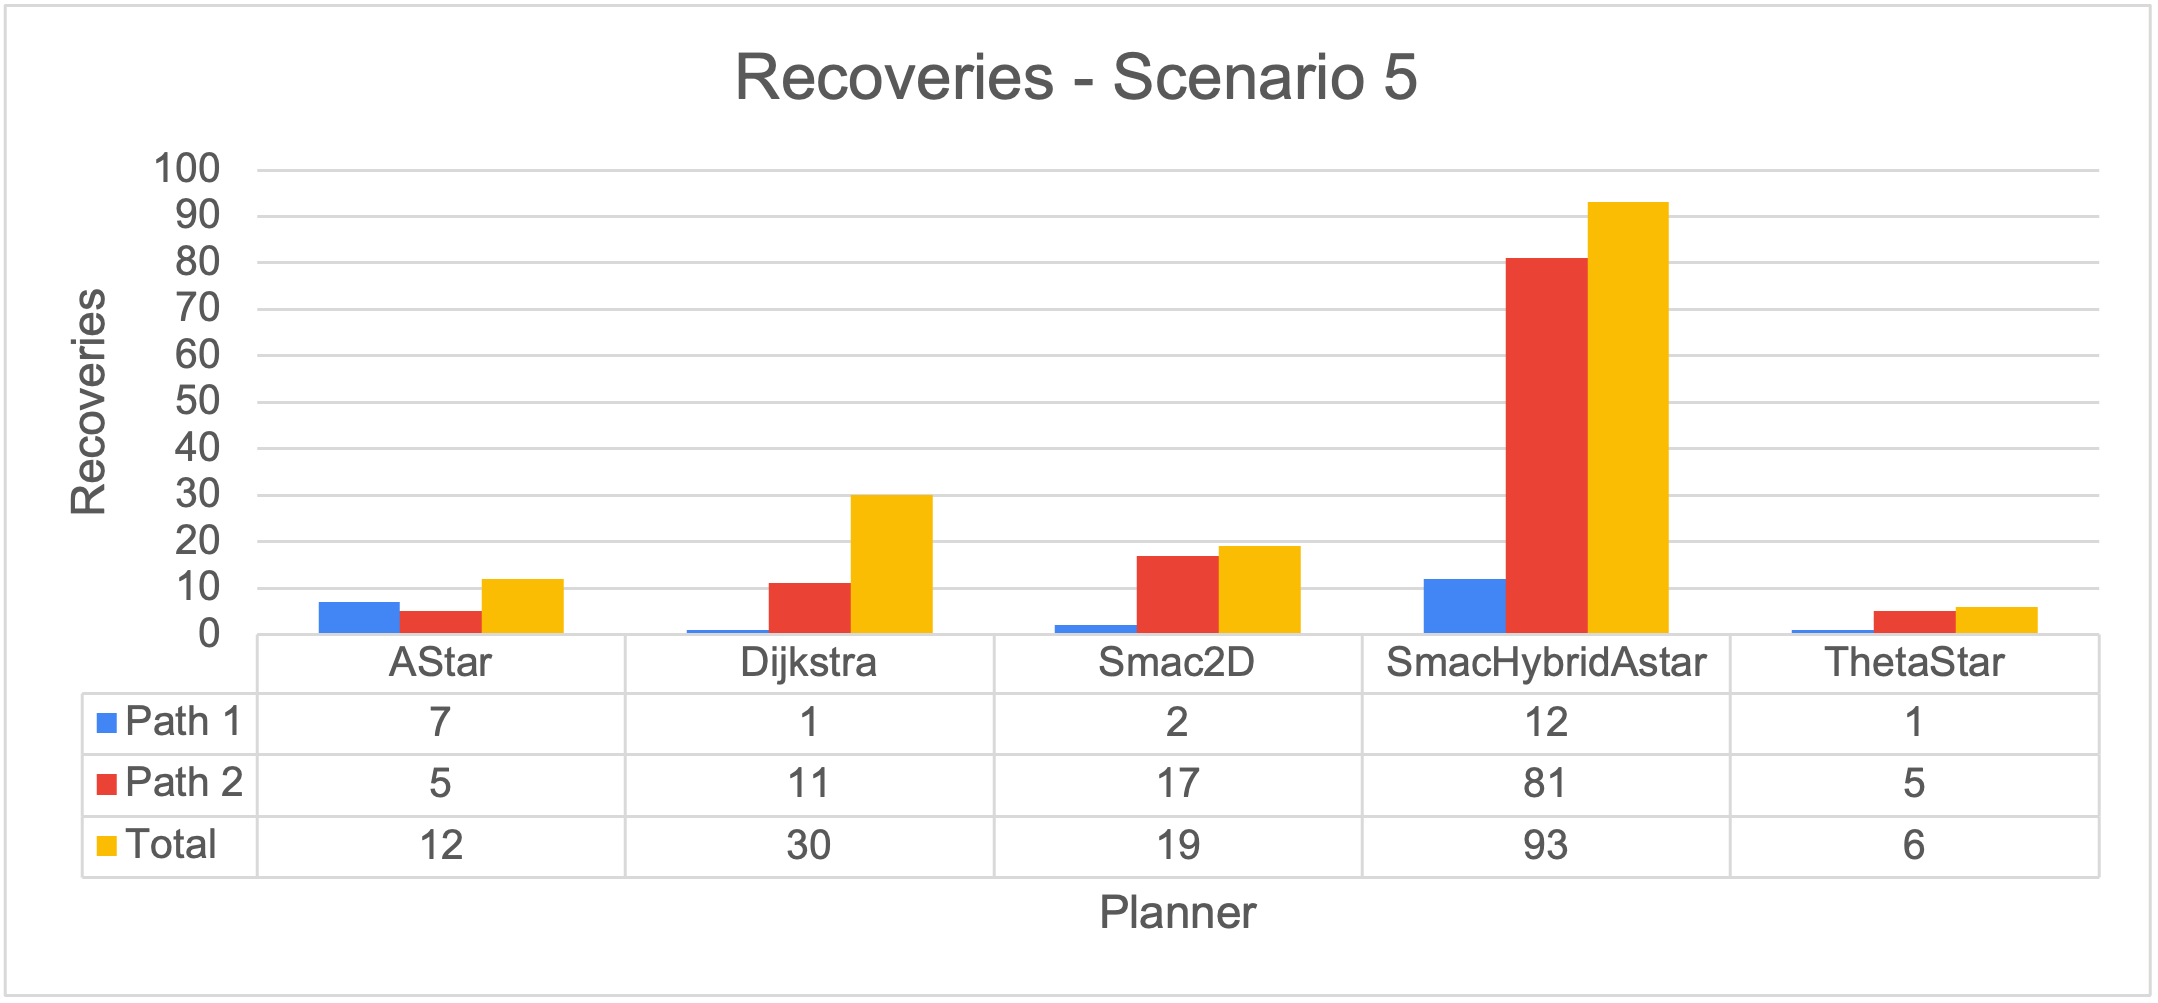 Recoveries - Scenario 5
Recoveries
100
90
80
70
60
50
40
30
20
10
0
AStar Dijkstra Smac2D SmacHybridAstar ThetaStar
Path 1 7 1 2 12 1
Path 2 5 11 17 81 5
Total 12 30 19 93 6
Planner